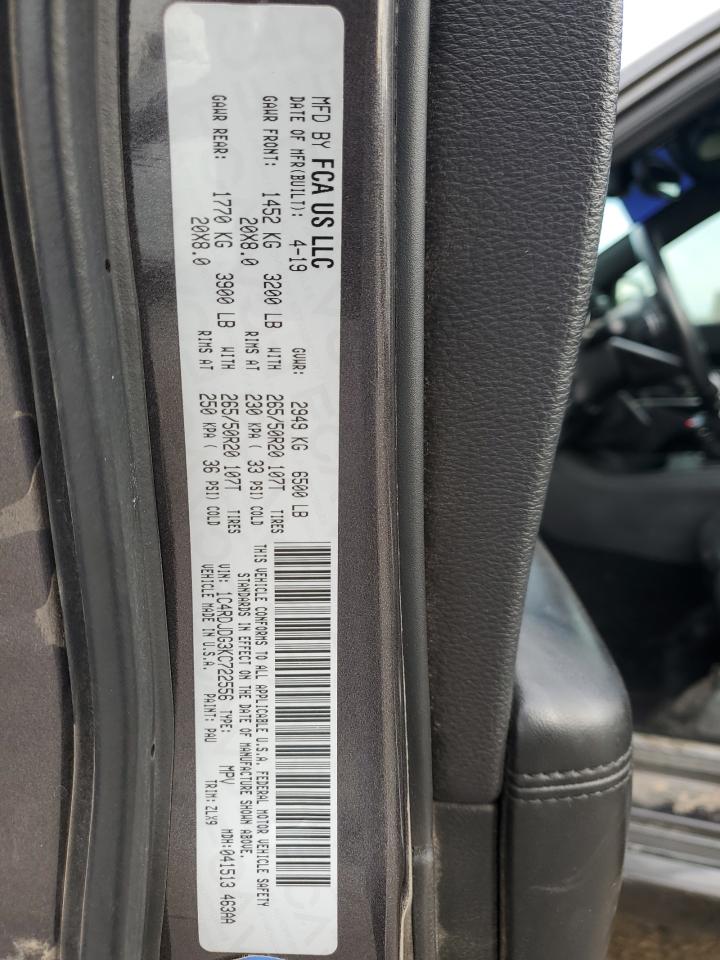 MFD BY FCA US LLC
DATE OF MFR(BUILT): 4-19 GVWR: 2949 KG 6500 LB
GAWR FRONT: 1452 KG 3200 LB WITH 265/50R20 107T TIRES
20X8.0 RIMS AT 230 KPA ( 33 PSI) COLD
GAWR REAR: 1770 KG 3900 LB WITH 265/50R20 107T TIRES
20X8.0 RIMS AT 250 KPA ( 36 PSI) COLD
THIS VEHICLE CONFORMS TO ALL APPLICABLE U.S.A. FEDERAL MOTOR VEHICLE SAFETY
STANDARDS IN EFFECT ON THE DATE OF MANUFACTURE SHOWN ABOVE.
VIN: 1C4RDJDG3KC722556 TYPE: MPV MDH:041513 463AA
VEHICLE MADE IN U.S.A. PAINT: PAU TRIM: ZLX9